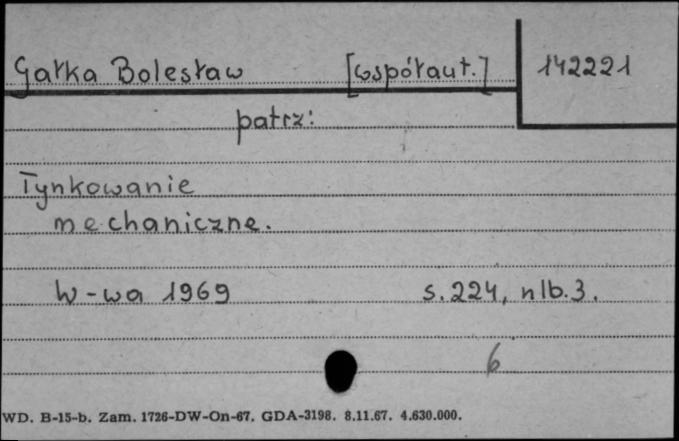 Gałka Bolesław [współaut.] 142221
patrz:
Tynkowanie
mechaniczne.
W-wa 1969 s. 224, nlb. 3.
6
WD. B-15-b. Zam. 1726-DW-On-67. GDA-3198. 8.11.67. 4.630.000.